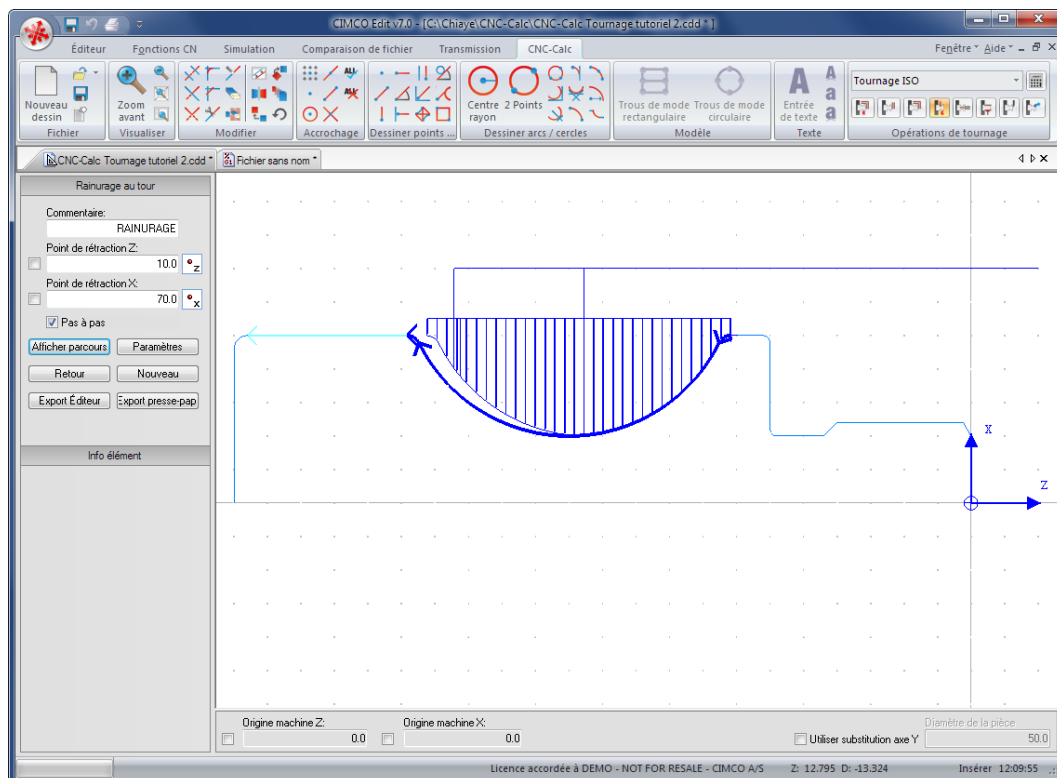 CIMCO Edit v7.0 - [C:\Chiaye\CNC-Calc\CNC-Calc Tournage tutoriel 2.cdd * ]
Éditeur Fonctions CN Simulation Comparaison de fichier Transmission CNC-Calc Fenêtre Aide
Nouveau dessin
Zoom avant
Centre rayon
2 Points
Trous de mode rectangulaire
Trous de mode circulaire
Entrée de texte
Tournage ISO
Fichier Visualiser Modifier Accrochage Dessiner points ... Dessiner arcs / cercles Modèle Texte Opérations de tournage
CNC-Calc Tournage tutoriel 2.cdd * Fichier sans nom *
Rainurage au tour
Commentaire:
RAINURAGE
Point de rétraction Z:
10.0 z
Point de rétraction X:
70.0 x
Pas à pas
Afficher parcours Paramètres
Retour Nouveau
Export Éditeur Export presse-pap
Info élément
X
Z
Origine machine Z: Origine machine X: Diamètre de la pièce
0.0 0.0 Utiliser substitution axe Y 50.0
Licence accordée à DEMO - NOT FOR RESALE - CIMCO A/S Z: 12.795 D: -13.324 Insérer 12:09:55